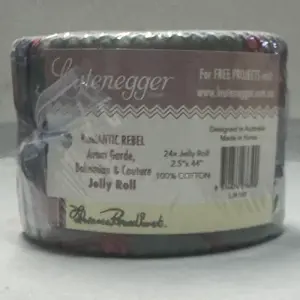 Leutenegger
For FREE PROJECTS visit
www.leutenegger.com.au
ROMANTIC REBEL
Avant Garde,
Bohemian & Couture
Jelly Roll
24x Jelly Roll
2.5" x 44"
100% COTTON
Designed in Australia
Made in Korea